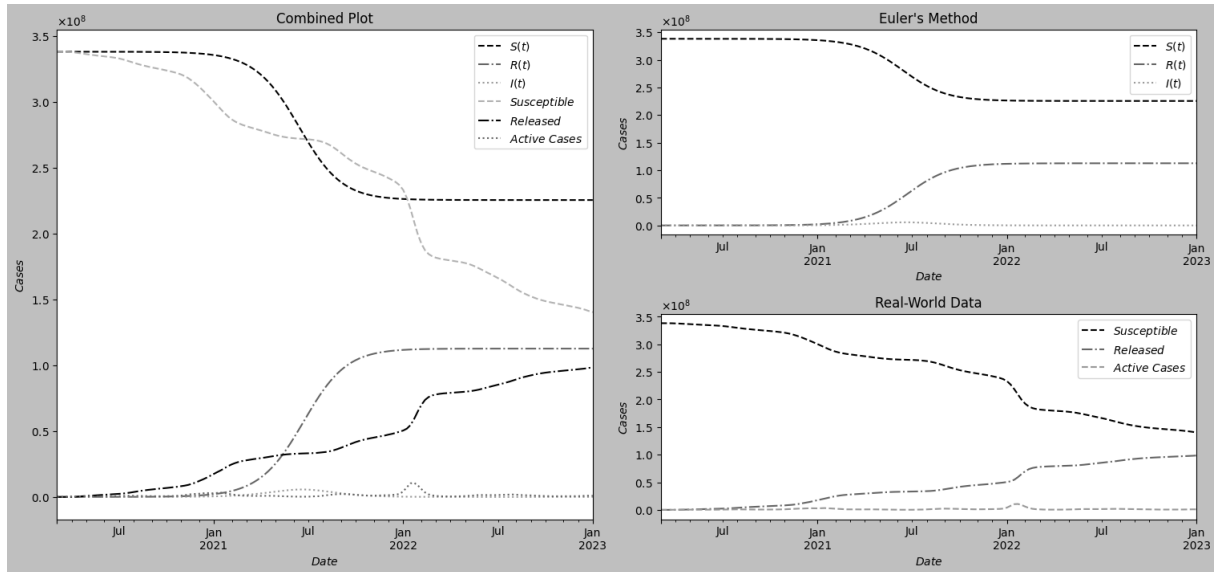 Combined Plot
×10⁸
3.5
3.0
2.5
2.0
1.5
1.0
0.5
0.0
Cases
S(t)
R(t)
I(t)
Susceptible
Released
Active Cases
Jul
Jan
2021
Jul
Jan
2022
Jul
Jan
2023
Date
Euler's Method
×10⁸
3.5
3.0
2.5
2.0
1.5
1.0
0.5
0.0
Cases
S(t)
R(t)
I(t)
Jul
Jan
2021
Jul
Jan
2022
Jul
Jan
2023
Date
Real-World Data
×10⁸
3.5
3.0
2.5
2.0
1.5
1.0
0.5
0.0
Cases
Susceptible
Released
Active Cases
Jul
Jan
2021
Jul
Jan
2022
Jul
Jan
2023
Date